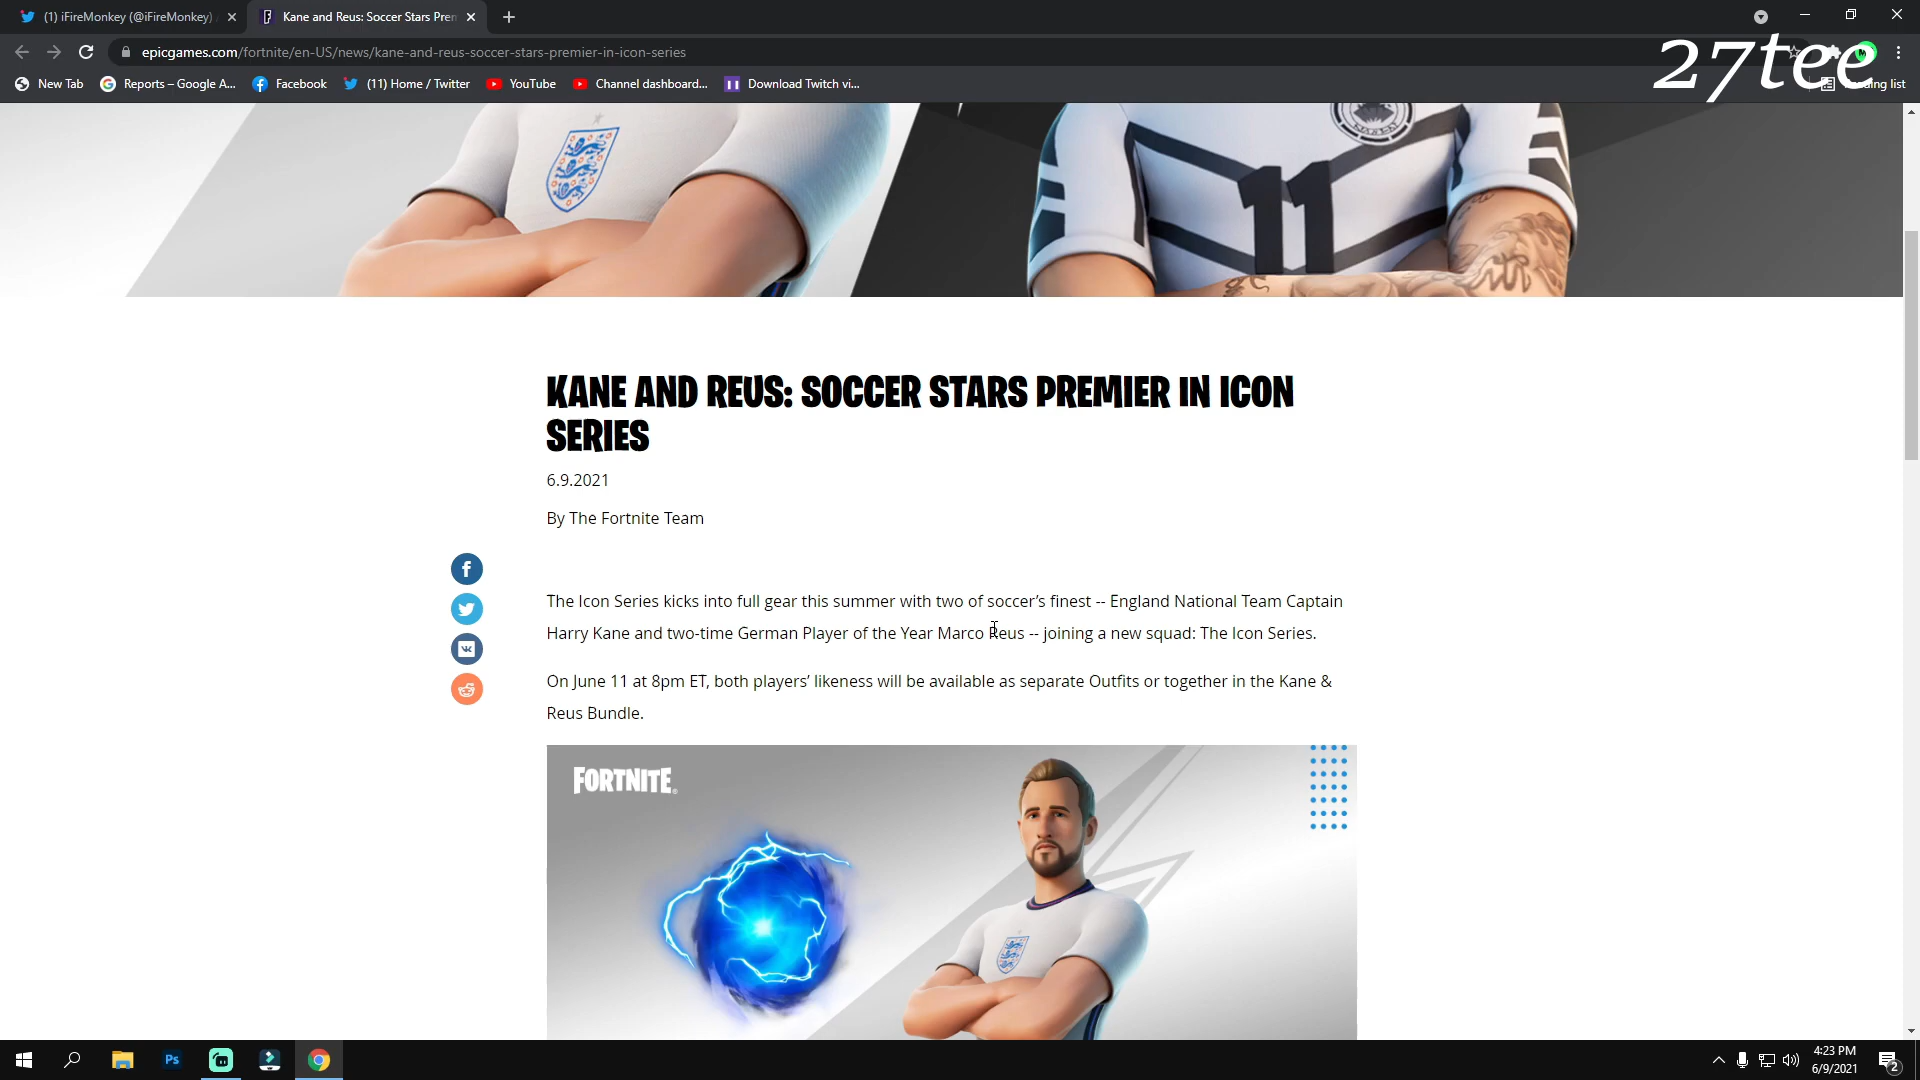 (1) iFireMonkey (@iFireMonkey)
Kane and Reus: Soccer Stars Prem
epicgames.com/fortnite/en-US/news/kane-and-reus-soccer-stars-premier-in-icon-series
27tee
New Tab
Reports – Google A...
Facebook
(11) Home / Twitter
YouTube
Channel dashboard...
Download Twitch vi...
list
11
KANE AND REUS: SOCCER STARS PREMIER IN ICON
SERIES
6.9.2021
By The Fortnite Team
The Icon Series kicks into full gear this summer with two of soccer’s finest -- England National Team Captain
Harry Kane and two-time German Player of the Year Marco Reus -- joining a new squad: The Icon Series.
On June 11 at 8pm ET, both players’ likeness will be available as separate Outfits or together in the Kane &
Reus Bundle.
FORTNITE
Ps
4:23 PM
6/9/2021
2